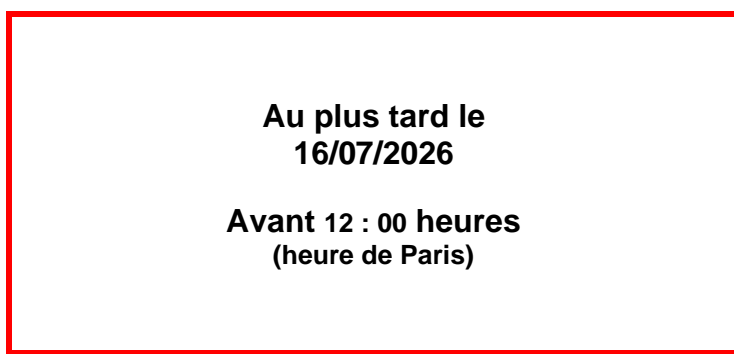 Au plus tard le
16/07/2026
Avant 12 : 00 heures
(heure de Paris)